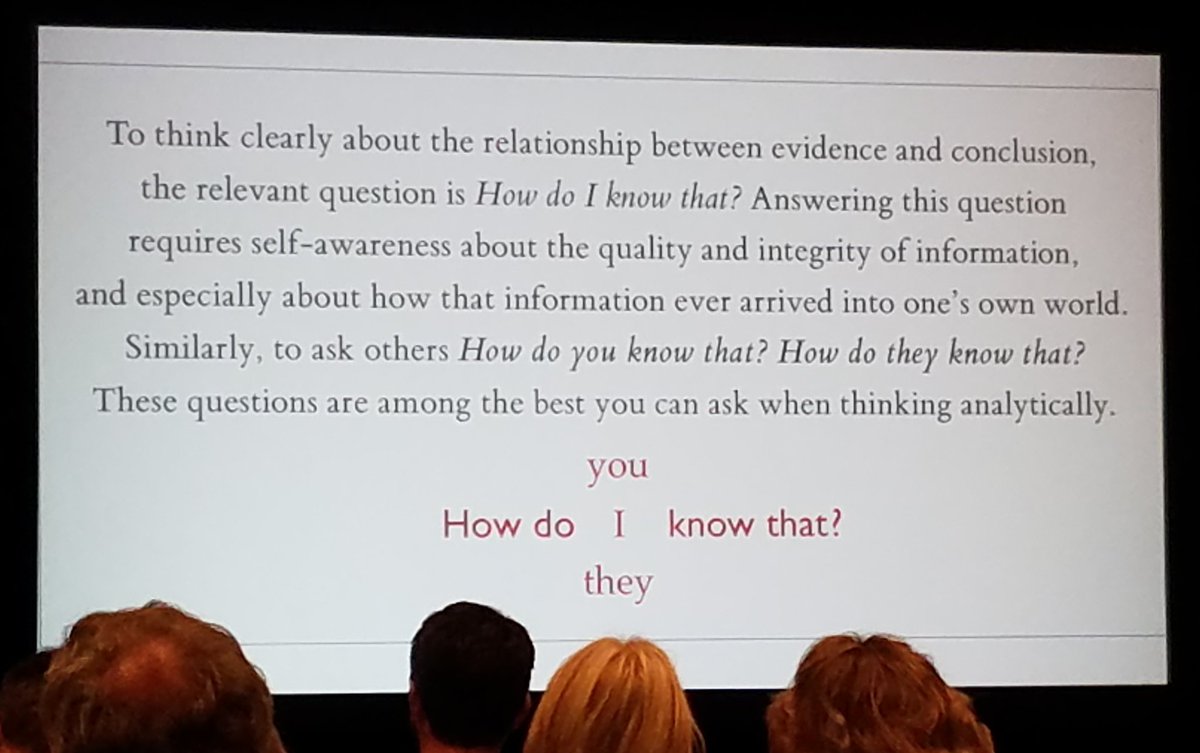 To think clearly about the relationship between evidence and conclusion,
the relevant question is How do I know that? Answering this question
requires self-awareness about the quality and integrity of information,
and especially about how that information ever arrived into one's own world.
Similarly, to ask others How do you know that? How do they know that?
These questions are among the best you can ask when thinking analytically.
you
How do I know that?
they